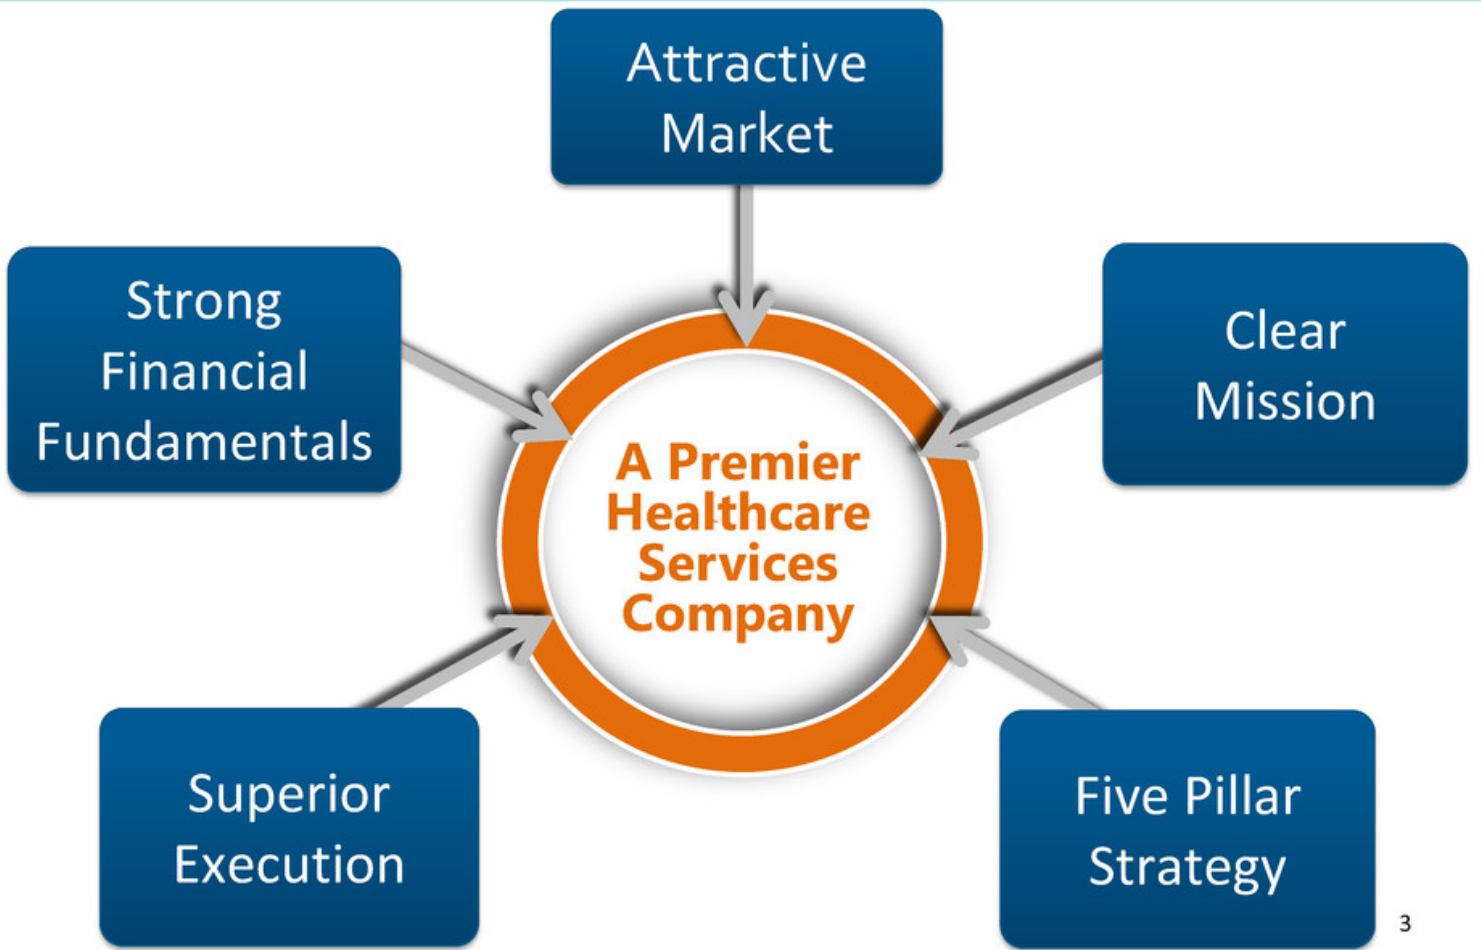 Attractive
Market
Strong
Financial
Fundamentals
Clear
Mission
A Premier
Healthcare
Services
Company
Superior
Execution
Five Pillar
Strategy
3